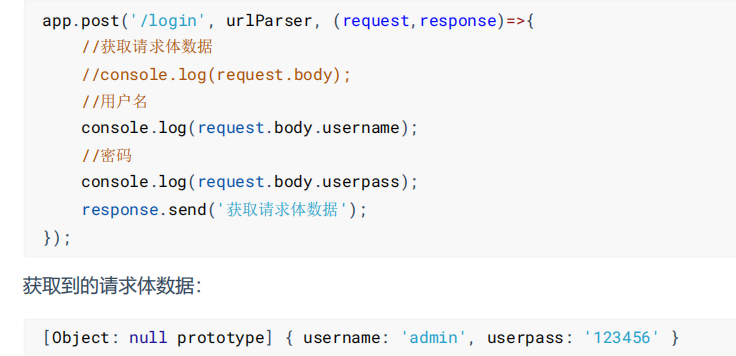 app.post('/login', urlParser, (request,response)=>{
    //获取请求体数据
    //console.log(request.body);
    //用户名
    console.log(request.body.username);
    //密码
    console.log(request.body.userpass);
    response.send('获取请求体数据');
});
获取到的请求体数据：
[Object: null prototype] { username: 'admin', userpass: '123456' }